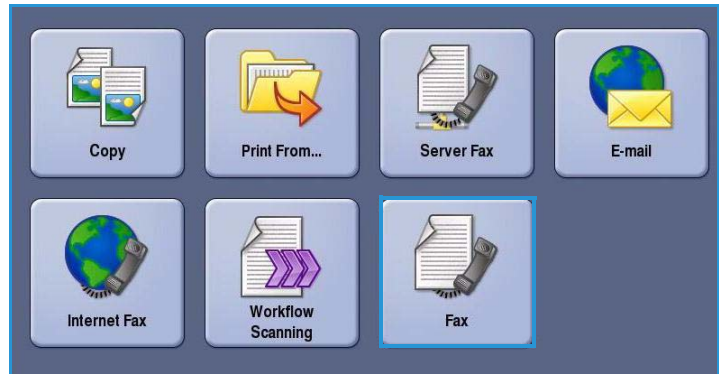 Copy
Print From...
Server Fax
E-mail
Internet Fax
Workflow
Scanning
Fax